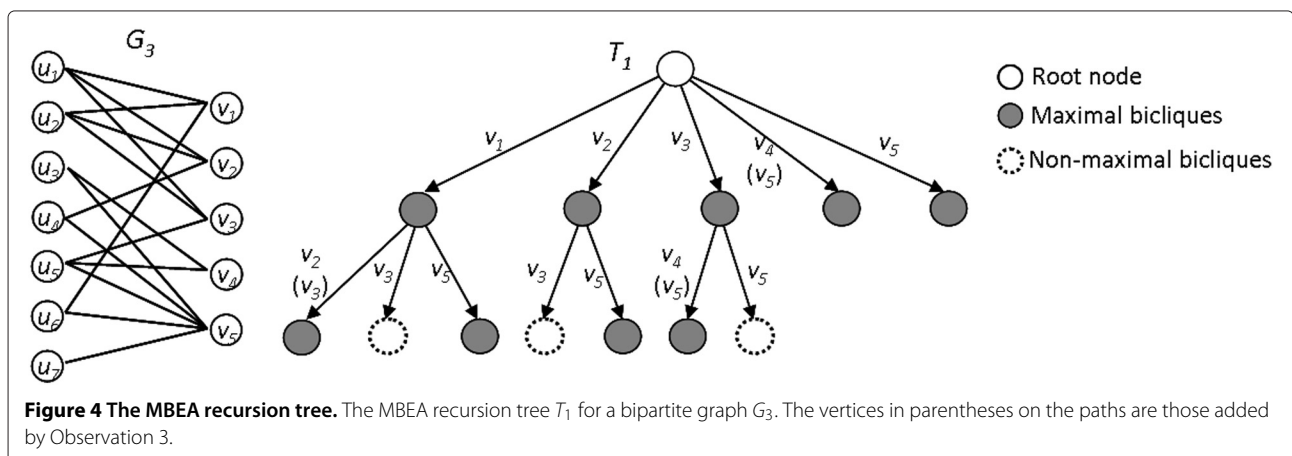 G3
T1
u1
u2
u3
u4
u5
u6
u7
v1
v2
v3
v4
v5
v1
v2
v3
v4
(v5)
v5
v2
(v3)
v3
v5
v3
v5
v4
(v5)
v5
Root node
Maximal bicliques
Non-maximal bicliques
Figure 4 The MBEA recursion tree. The MBEA recursion tree T1 for a bipartite graph G3. The vertices in parentheses on the paths are those added
by Observation 3.